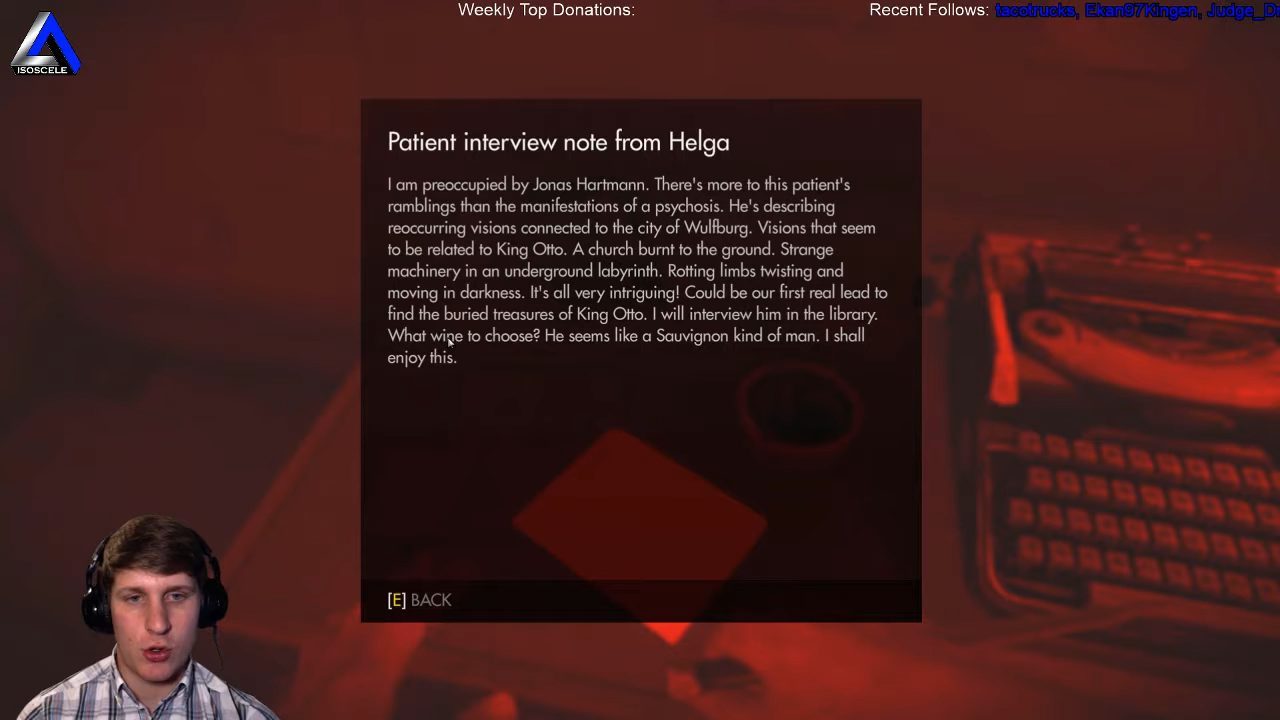 Weekly Top Donations:
Recent Follows: tacotrucks, Ekan97Kingen,
ISOSCELE
Patient interview note from Helga
I am preoccupied by Jonas Hartmann. There's more to this patient's
ramblings than the manifestations of a psychosis. He's describing
reoccurring visions connected to the city of Wulfburg. Visions that seem
to be related to King Otto. A church burnt to the ground. Strange
machinery in an underground labyrinth. Rotting limbs twisting and
moving in darkness. It's all very intriguing! Could be our first real lead to
find the buried treasures of King Otto. I will interview him in the library.
What wine to choose? He seems like a Sauvignon kind of man. I shall
enjoy this.
[E] BACK